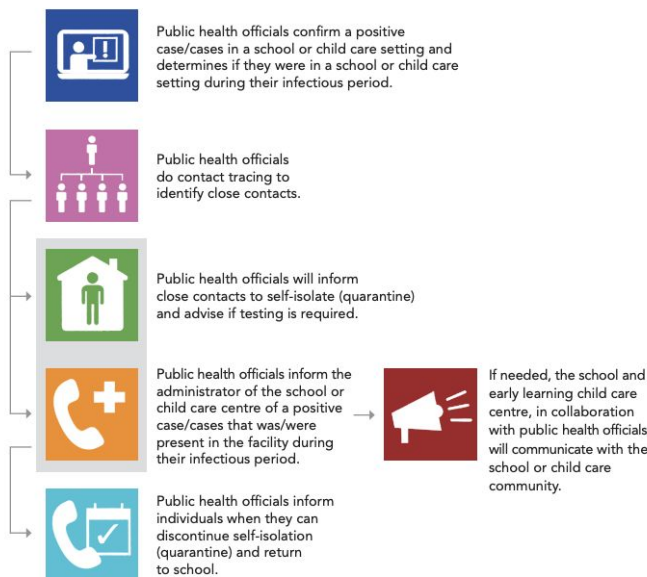 Public health officials confirm a positive
case/cases in a school or child care setting and
determines if they were in a school or child care
setting during their infectious period.
Public health officials
do contact tracing to
identify close contacts.
Public health officials will inform
close contacts to self-isolate (quarantine)
and advise if testing is required.
Public health officials inform the
administrator of the school or
child care centre of a positive
case/cases that was/were
present in the facility during
their infectious period.
If needed, the school and
early learning child care
centre, in collaboration
with public health officials
will communicate with the
school or child care
community.
Public health officials inform
individuals when they can
discontinue self-isolation
(quarantine) and return
to school.